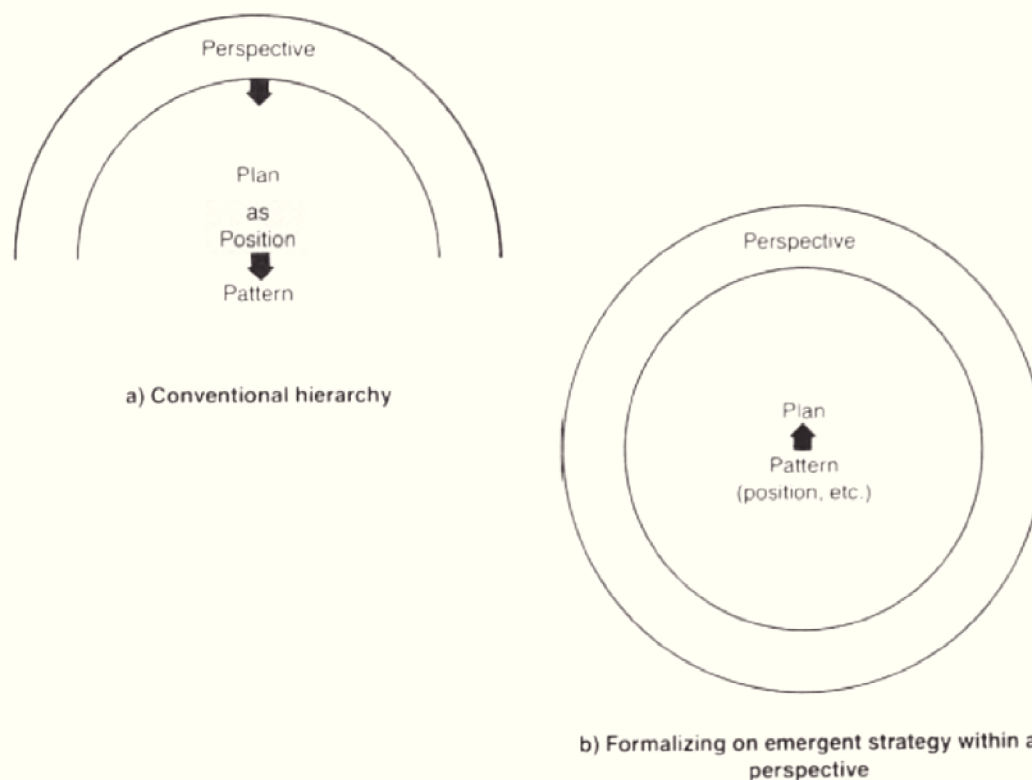 Perspective
Plan
as
Position
Pattern
a) Conventional hierarchy
Perspective
Plan
Pattern
(position, etc.)
b) Formalizing on emergent strategy within a
perspective